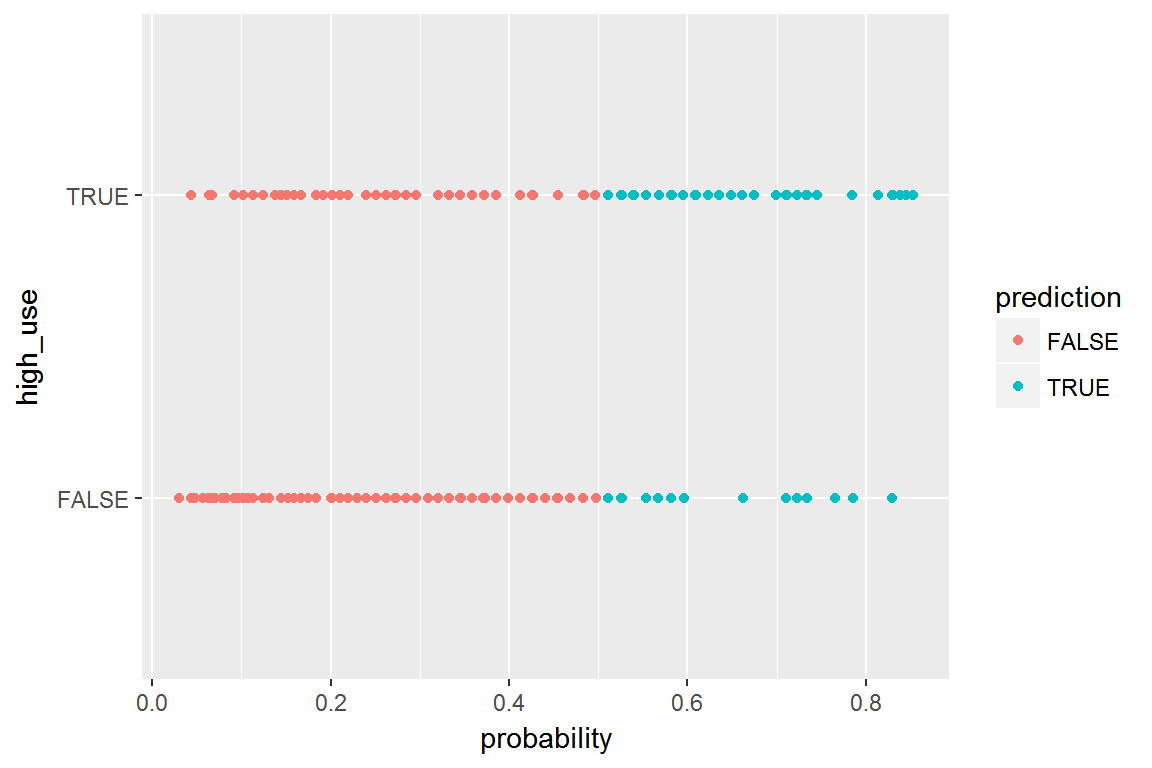 high_use
TRUE
FALSE
0.0 0.2 0.4 0.6 0.8
probability
prediction
FALSE
TRUE